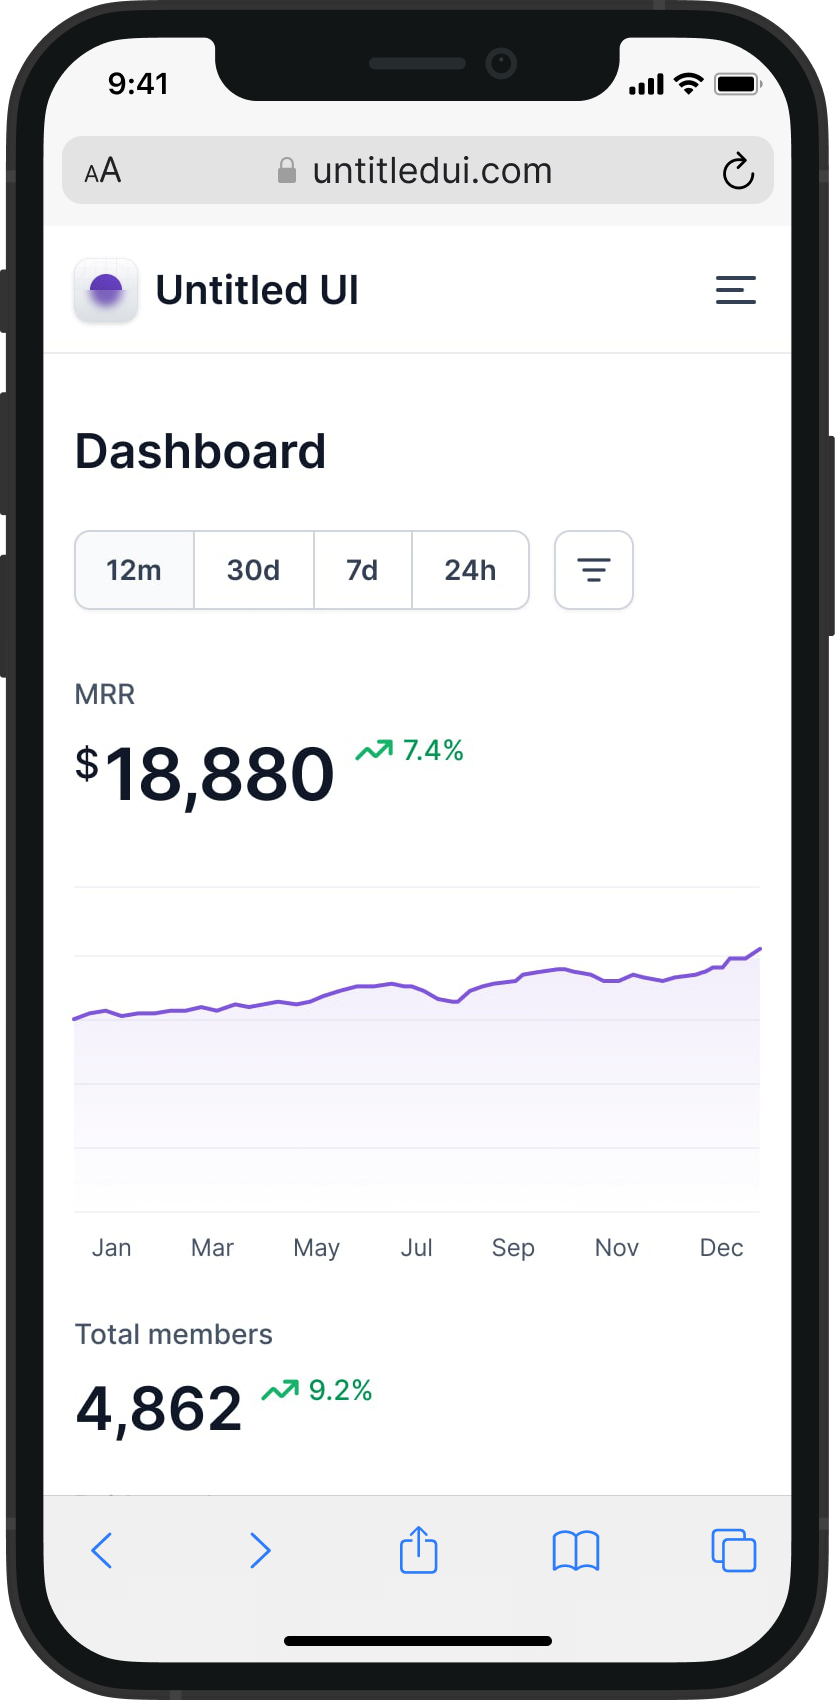 9:41
AA untitledui.com
Untitled UI
Dashboard
12m 30d 7d 24h
MRR
$18,880 7.4%
Jan Mar May Jul Sep Nov Dec
Total members
4,862 9.2%